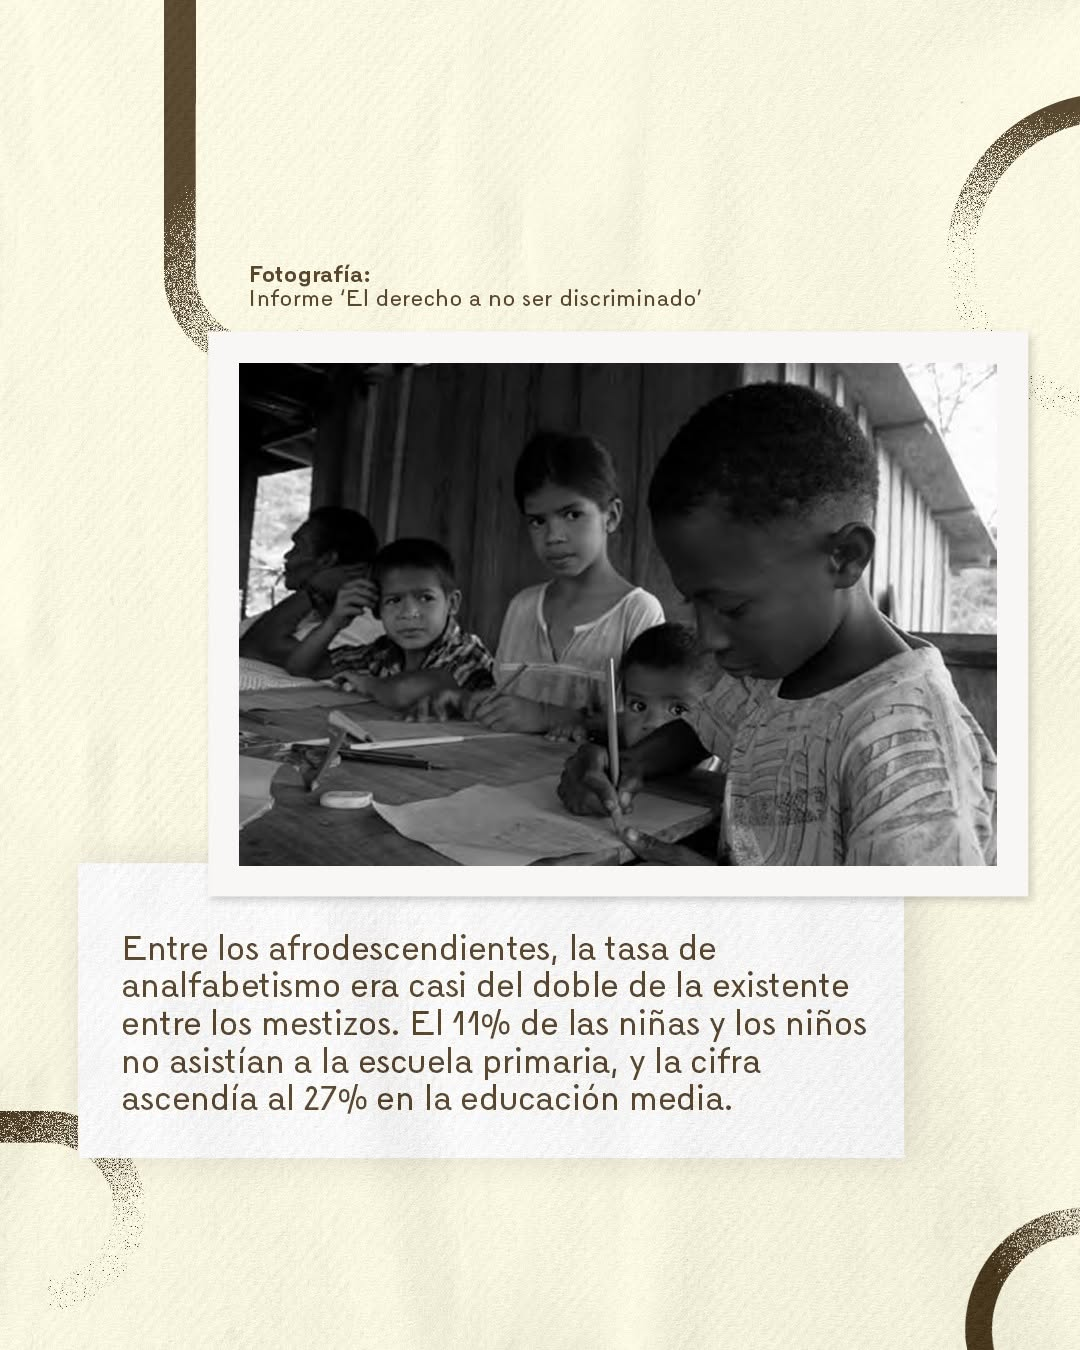 Fotografía:
Informe ‘El derecho a no ser discriminado’
Entre los afrodescendientes, la tasa de
analfabetismo era casi del doble de la existente
entre los mestizos. El 11% de las niñas y los niños
no asistían a la escuela primaria, y la cifra
ascendía al 27% en la educación media.